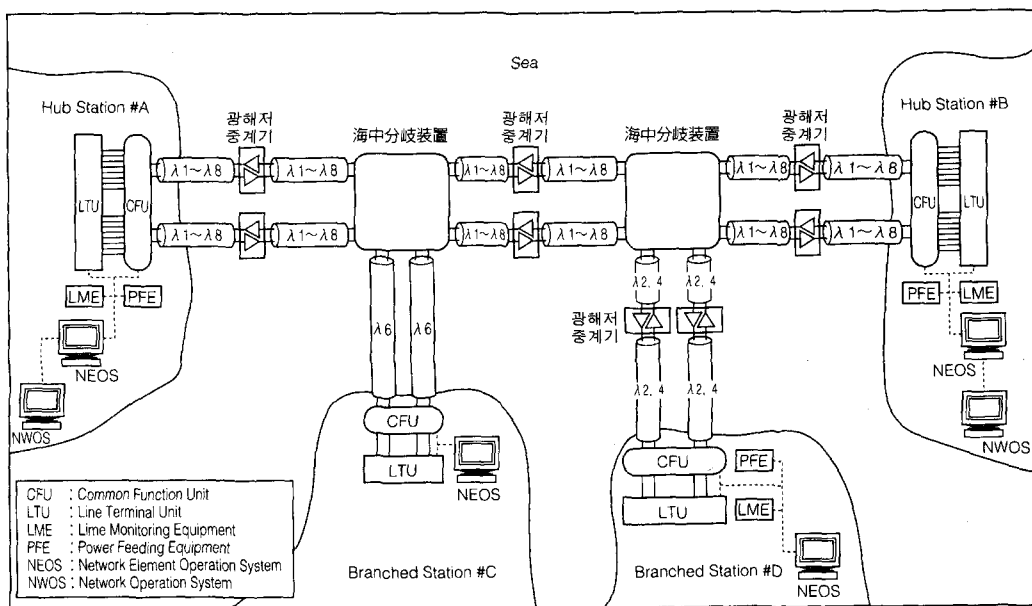 Sea
Hub Station #A
Hub Station #B
광해저
중계기
海中分岐装置
광해저
중계기
海中分岐装置
광해저
중계기
LTU
CFU
λ1~λ8
λ1~λ8
λ1~λ8
λ1~λ8
λ1~λ8
λ1~λ8
CFU
LTU
λ1~λ8
λ1~λ8
λ1~λ8
λ1~λ8
λ1~λ8
λ1~λ8
LME
PFE
λ6
λ6
λ2, 4
λ2, 4
PFE
LME
광해저
중계기
NEOS
λ2, 4
λ2, 4
NEOS
NWOS
CFU
LTU
NEOS
CFU
PFE
LTU
LME
NWOS
CFU : Common Function Unit
LTU : Line Terminal Unit
LME : Lime Monitoring Equipment
PFE : Power Feeding Equipment
NEOS : Network Element Operation System
NWOS : Network Operation System
Branched Station #C
Branched Station #D
NEOS